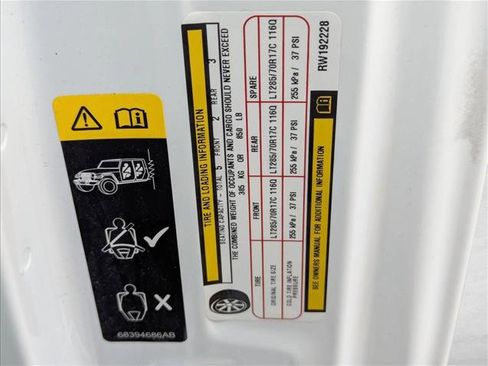 TIRE AND LOADING INFORMATION
SEATING CAPACITY - TOTAL 5 FRONT 2 REAR 3
THE COMBINED WEIGHT OF OCCUPANTS AND CARGO SHOULD NEVER EXCEED
385 KG OR 850 LB
TIRE FRONT REAR SPARE
ORIGINAL TIRE SIZE LT285/70R17C 116Q LT285/70R17C 116Q LT285/70R17C 116Q
COLD TIRE INFLATION PRESSURE 255 kPa / 37 PSI 255 kPa / 37 PSI 255 kPa / 37 PSI
SEE OWNERS MANUAL FOR ADDITIONAL INFORMATION
RW192228
68394686AB